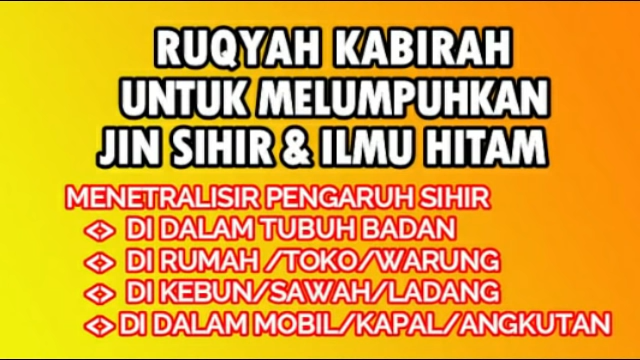 RUQYAH KABIRAH
UNTUK MELUMPUHKAN
JIN SIHIR & ILMU HITAM
MENETRALISIR PENGARUH SIHIR
<> DI DALAM TUBUH BADAN
<> DI RUMAH /TOKO/WARUNG
<> DI KEBUN/SAWAH/LADANG
<> DI DALAM MOBIL/KAPAL/ANGKUTAN